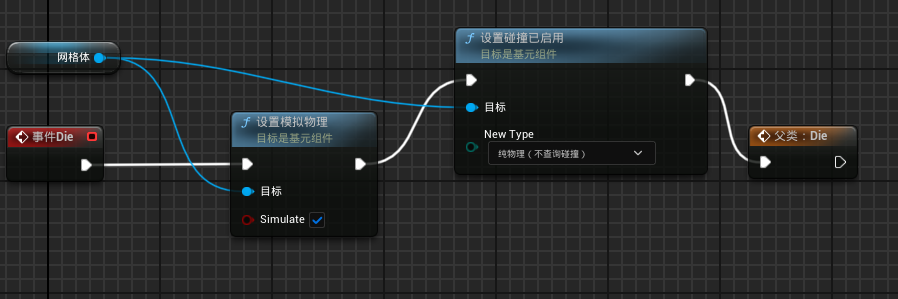 网格体
事件Die
设置模拟物理
目标是基元组件
目标
Simulate
设置碰撞已启用
目标是基元组件
目标
New Type
纯物理（不查询碰撞）
父类：Die